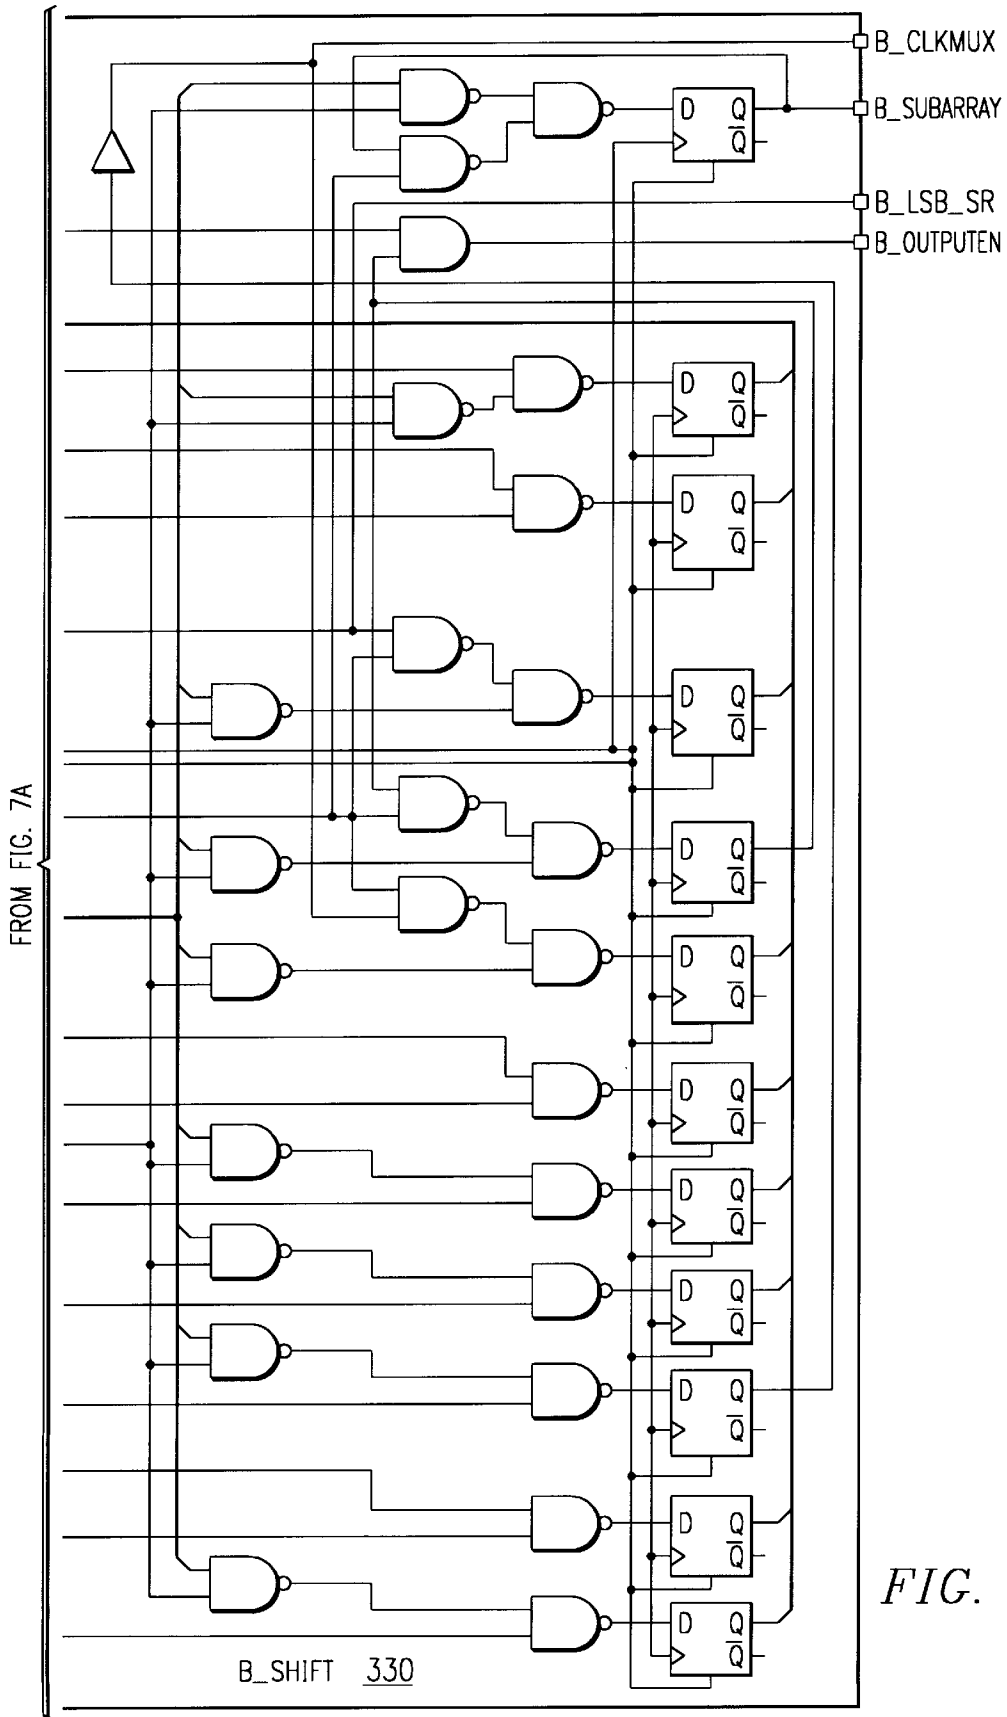 B_CLKMUX
D Q
Q
B_SUBARRAY
B_LSB_SR
B_OUTPUTEN
D Q
Q
D Q
Q
D Q
Q
FROM FIG. 7A
D Q
Q
D Q
Q
D Q
Q
D Q
Q
D Q
Q
D Q
Q
D Q
Q
D Q
Q
B_SHIFT 330
FIG.